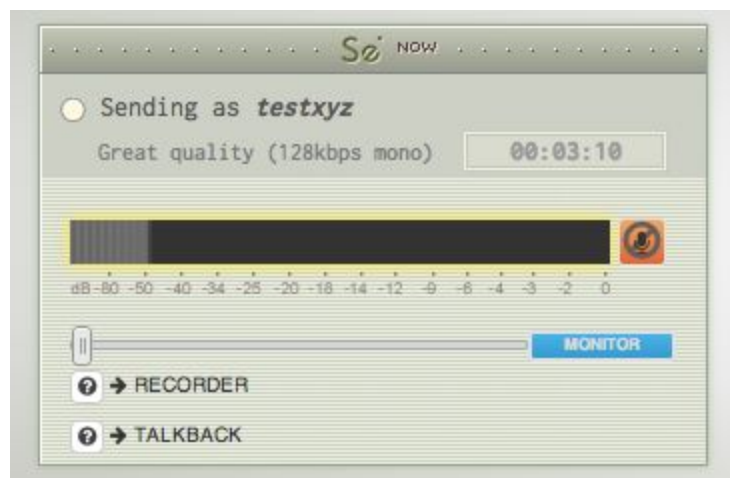 Se NOW
Sending as testxyz
Great quality (128kbps mono) 00:03:10
dB -80 -50 -40 -34 -25 -20 -18 -14 -12 -9 -6 -4 -3 -2 0
MONITOR
RECORDER
TALKBACK